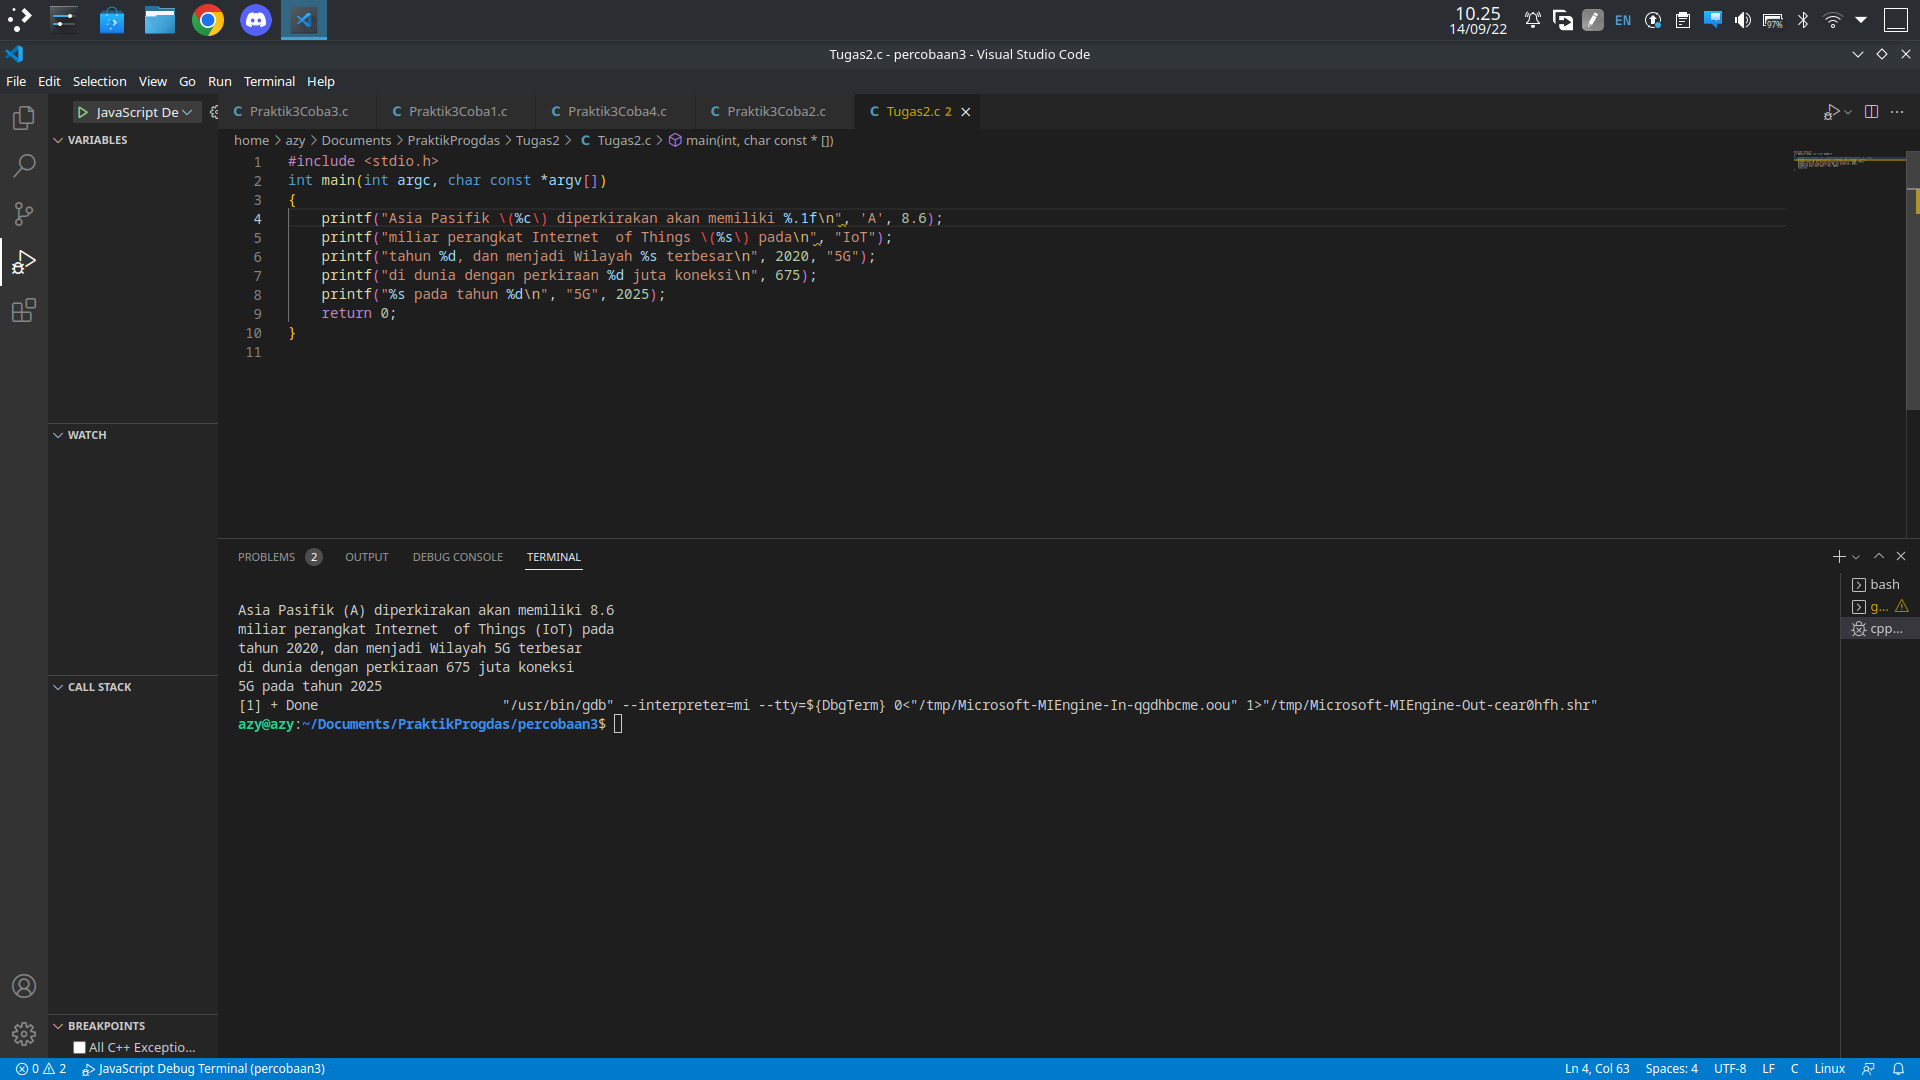 10.25
14/09/22
EN
97%
Tugas2.c - percobaan3 - Visual Studio Code
File Edit Selection View Go Run Terminal Help
JavaScript De
C Praktik3Coba3.c
C Praktik3Coba1.c
C Praktik3Coba4.c
C Praktik3Coba2.c
C Tugas2.c 2
VARIABLES
home > azy > Documents > PraktikProgdas > Tugas2 > C Tugas2.c > main(int, char const * [])
1 #include <stdio.h>
2 int main(int argc, char const *argv[])
3 {
4 printf("Asia Pasifik \(%c\) diperkirakan akan memiliki %.1f\n", 'A', 8.6);
5 printf("miliar perangkat Internet  of Things \(%s\) pada\n", "IoT");
6 printf("tahun %d, dan menjadi Wilayah %s terbesar\n", 2020, "5G");
7 printf("di dunia dengan perkiraan %d juta koneksi\n", 675);
8 printf("%s pada tahun %d\n", "5G", 2025);
9 return 0;
10 }
11
WATCH
CALL STACK
BREAKPOINTS
All C++ Exceptio...
PROBLEMS 2 OUTPUT DEBUG CONSOLE TERMINAL
bash
g...
cpp...
Asia Pasifik (A) diperkirakan akan memiliki 8.6
miliar perangkat Internet  of Things (IoT) pada
tahun 2020, dan menjadi Wilayah 5G terbesar
di dunia dengan perkiraan 675 juta koneksi
5G pada tahun 2025
[1] + Done                       "/usr/bin/gdb" --interpreter=mi --tty=${DbgTerm} 0<"/tmp/Microsoft-MIEngine-In-qgdhbcme.oou" 1>"/tmp/Microsoft-MIEngine-Out-cear0hfh.shr"
azy@azy:~/Documents/PraktikProgdas/percobaan3$
0 2 JavaScript Debug Terminal (percobaan3)
Ln 4, Col 63 Spaces: 4 UTF-8 LF C Linux